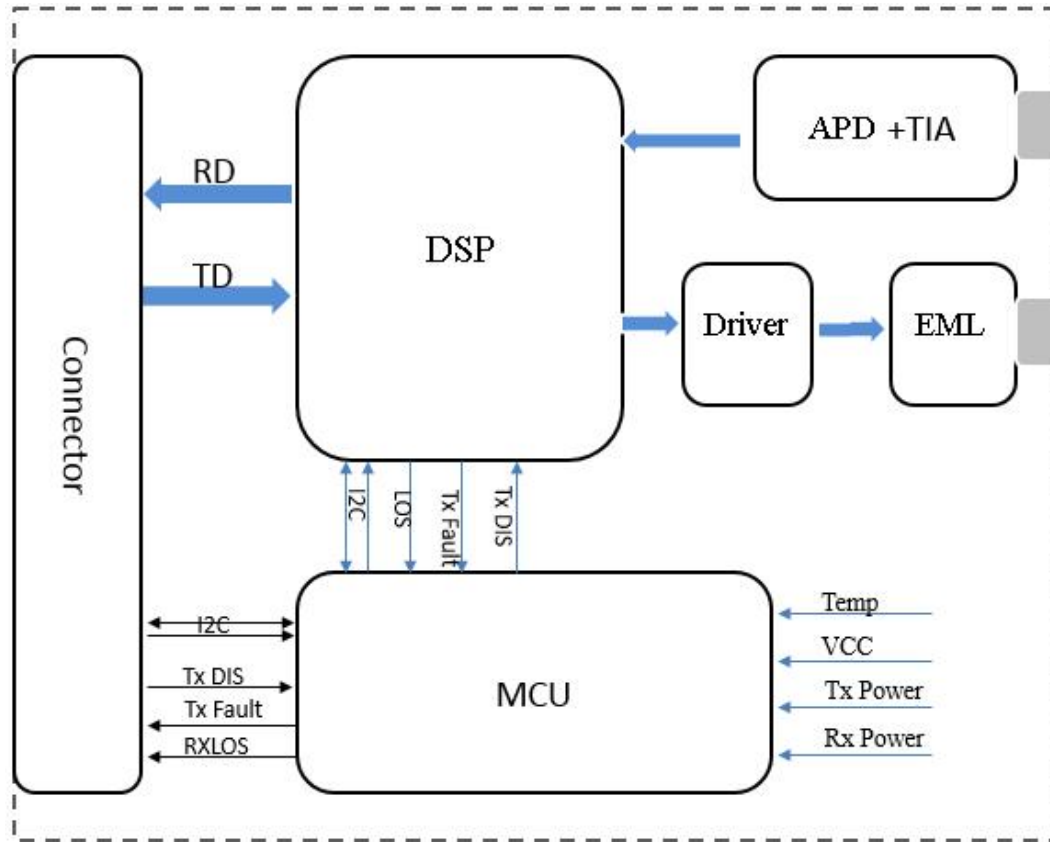 APD +TIA
RD
DSP
TD
Driver
EML
Connector
I2C
LOS
Tx Fault
Tx DIS
Temp
I2C
VCC
Tx DIS
MCU
Tx Power
Tx Fault
Rx Power
RXLOS